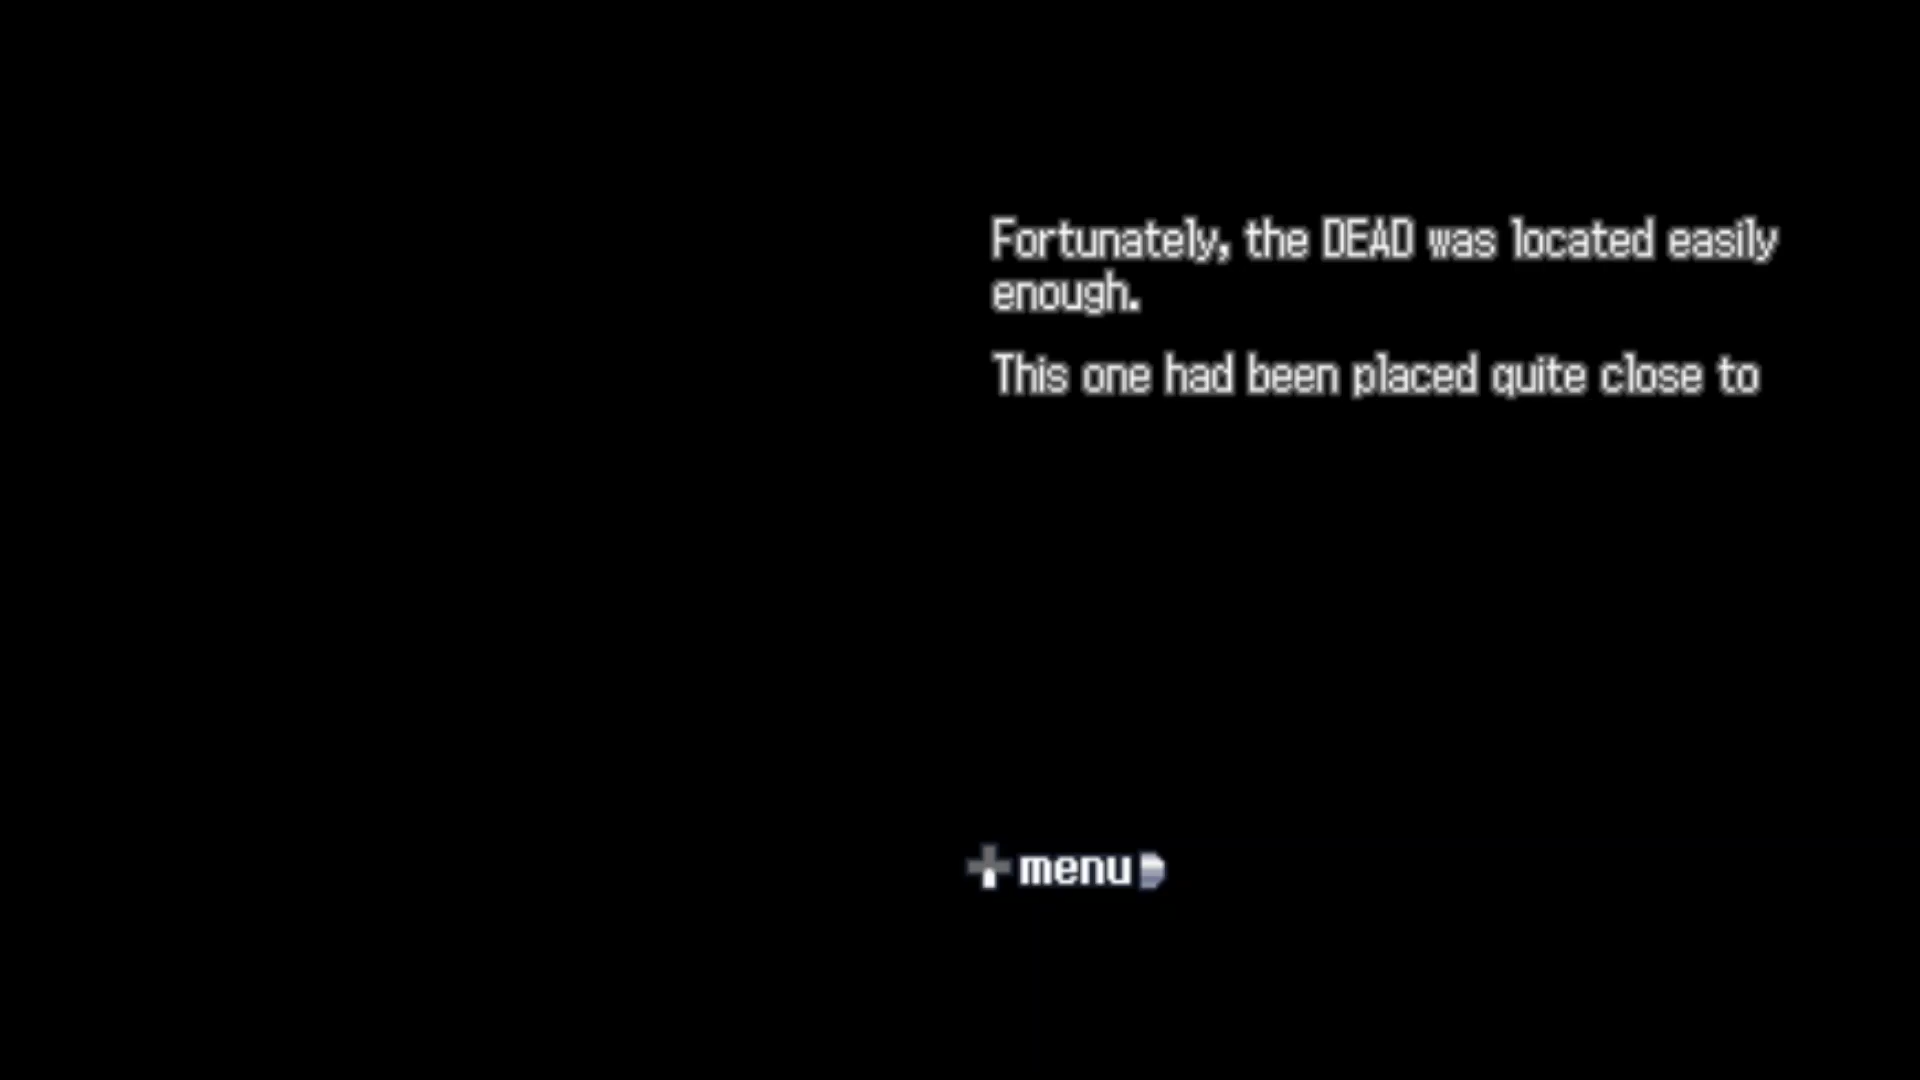 Fortunately, the DEAD was located easily
enough.
This one had been placed quite close to
menu